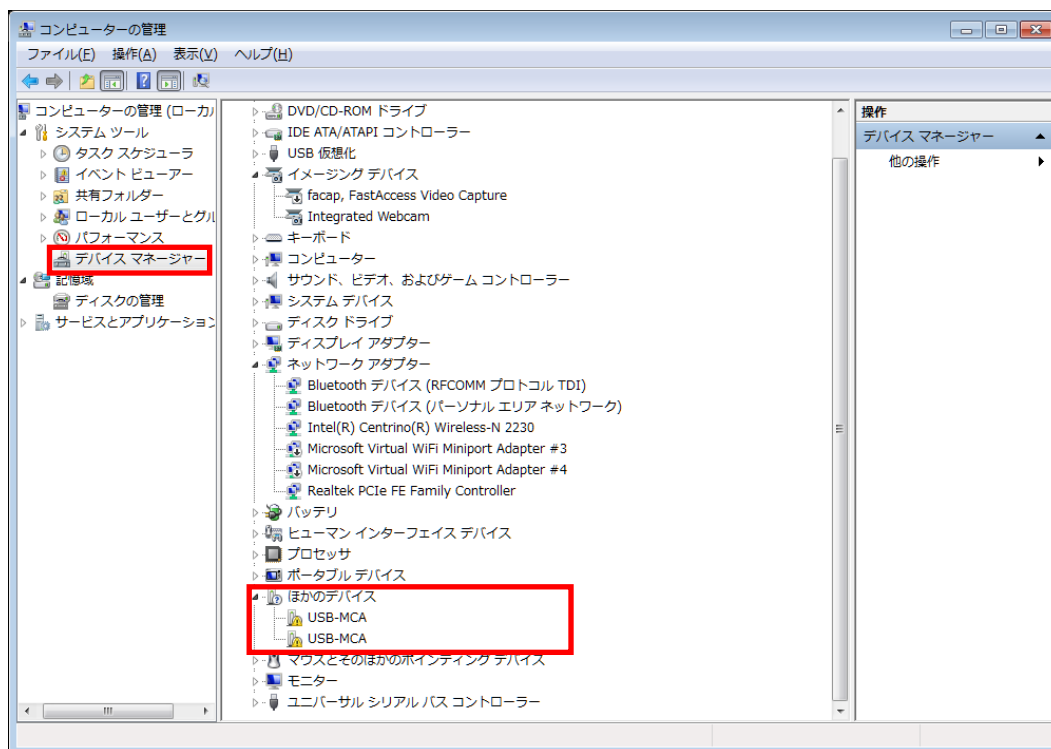 コンピューターの管理
ファイル(F) 操作(A) 表示(V) ヘルプ(H)
コンピューターの管理 (ローカル
システム ツール
タスク スケジューラ
イベント ビューアー
共有フォルダー
ローカル ユーザーとグル
パフォーマンス
デバイス マネージャー
記憶域
ディスクの管理
サービスとアプリケーション
DVD/CD-ROM ドライブ
IDE ATA/ATAPI コントローラー
USB 仮想化
イメージング デバイス
facap, FastAccess Video Capture
Integrated Webcam
キーボード
コンピューター
サウンド、ビデオ、およびゲーム コントローラー
システム デバイス
ディスク ドライブ
ディスプレイ アダプター
ネットワーク アダプター
Bluetooth デバイス (RFCOMM プロトコル TDI)
Bluetooth デバイス (パーソナル エリア ネットワーク)
Intel(R) Centrino(R) Wireless-N 2230
Microsoft Virtual WiFi Miniport Adapter #3
Microsoft Virtual WiFi Miniport Adapter #4
Realtek PCIe FE Family Controller
バッテリ
ヒューマン インターフェイス デバイス
プロセッサ
ポータブル デバイス
ほかのデバイス
USB-MCA
USB-MCA
マウスとそのほかのポインティング デバイス
モニター
ユニバーサル シリアル バス コントローラー
操作
デバイス マネージャー
他の操作